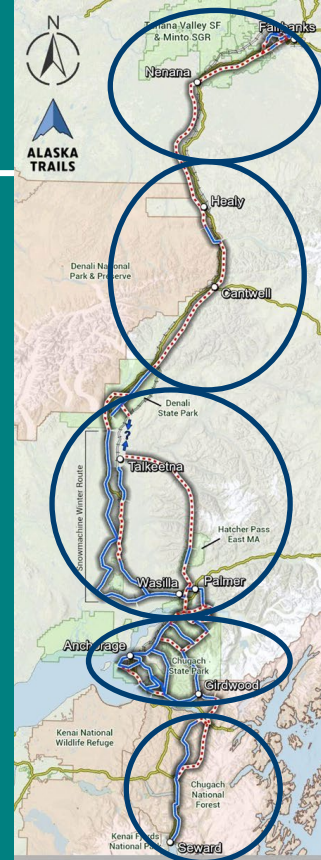 N
ALASKA
TRAILS
Tanana Valley SF
& Minto SGR
Fairbanks
Nenana
Healy
Denali National
Park & Preserve
Cantwell
Denali
State Park
?
Talkeetna
Snowmachine Winter Route
Hatcher Pass
East MA
Wasilla
Palmer
Anchorage
Chugach
State Park
Girdwood
Kenai National
Wildlife Refuge
Chugach
National
Forest
Kenai Fjords
National Park
Seward